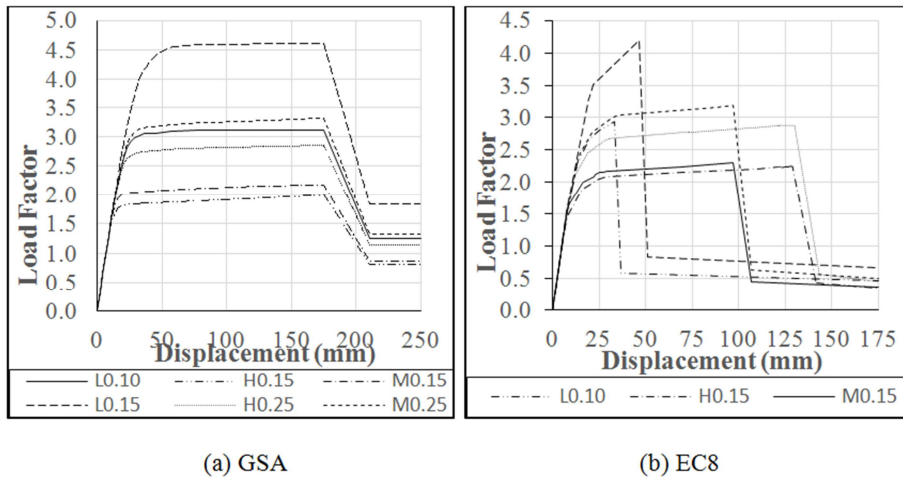 5.0
4.5
4.0
3.5
3.0
2.5
2.0
1.5
1.0
0.5
0.0
Load Factor
0 50 100 150 200 250
Displacement (mm)
L0.10 H0.15 M0.15
L0.15 H0.25 M0.25
(a) GSA
4.5
4.0
3.5
3.0
2.5
2.0
1.5
1.0
0.5
0.0
Load Factor
0 25 50 75 100 125 150 175
Displacement (mm)
L0.10 H0.15 M0.15
(b) EC8